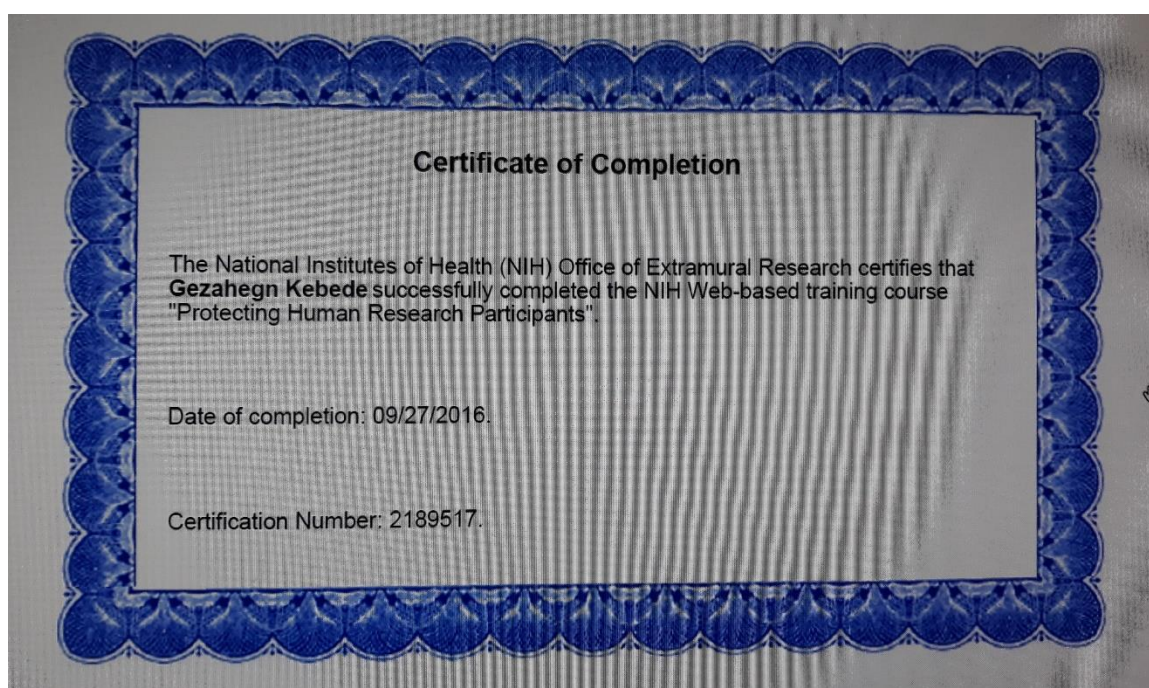 Certificate of Completion
The National Institutes of Health (NIH) Office of Extramural Research certifies that
Gezahegn Kebede successfully completed the NIH Web-based training course
"Protecting Human Research Participants".
Date of completion: 09/27/2016.
Certification Number: 2189517.